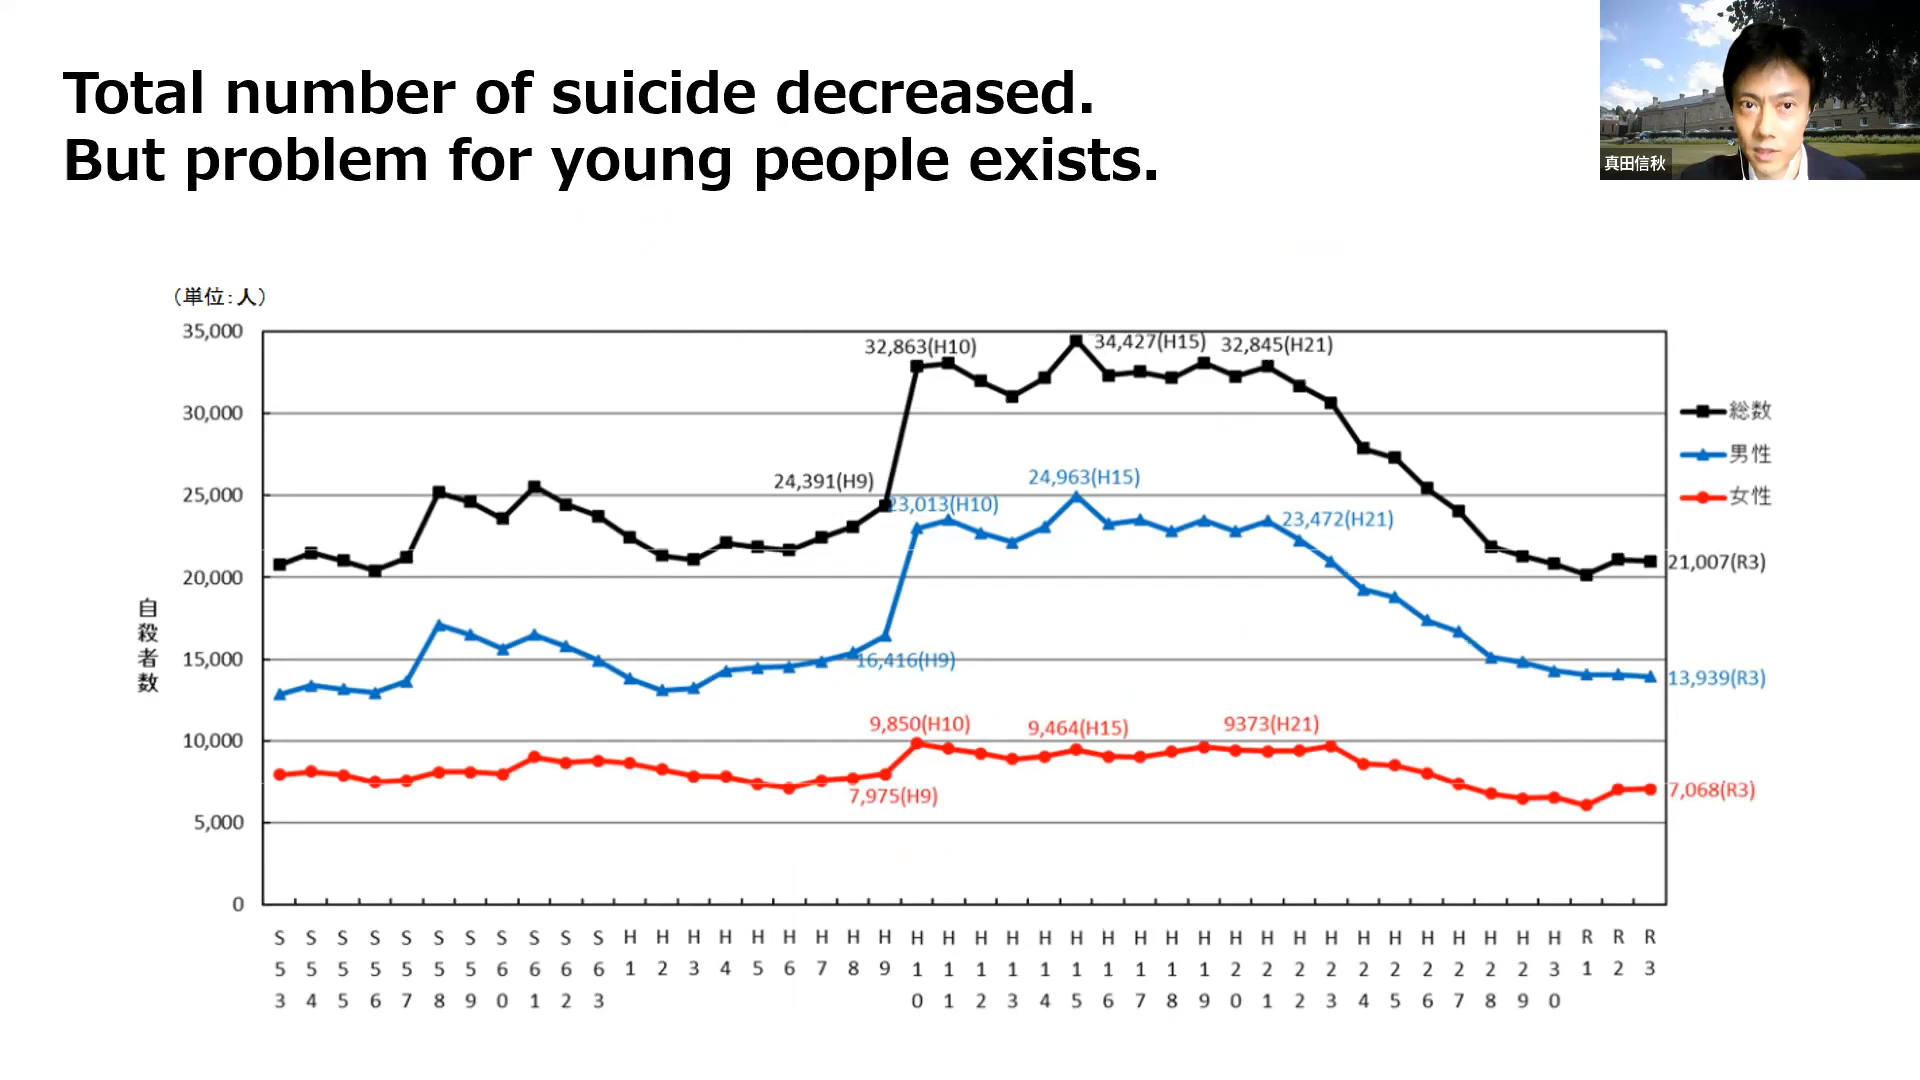 Total number of suicide decreased.
But problem for young people exists.
真田信秋
(単位:人)
35,000
30,000
25,000
20,000
15,000
10,000
5,000
0
自殺者数
32,863(H10)
34,427(H15)
32,845(H21)
24,391(H9)
21,007(R3)
23,013(H10)
24,963(H15)
23,472(H21)
16,416(H9)
13,939(R3)
9,850(H10)
9,464(H15)
9373(H21)
7,975(H9)
7,068(R3)
総数
男性
女性
S53 S54 S55 S56 S57 S58 S59 S60 S61 S62 S63 H1 H2 H3 H4 H5 H6 H7 H8 H9 H10 H11 H12 H13 H14 H15 H16 H17 H18 H19 H20 H21 H22 H23 H24 H25 H26 H27 H28 H29 H30 R1 R2 R3